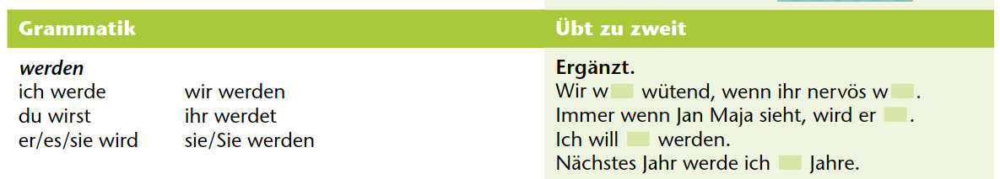 Grammatik
Übt zu zweit
werden
ich werde wir werden
du wirst ihr werdet
er/es/sie wird sie/Sie werden
Ergänzt.
Wir w wütend, wenn ihr nervös w .
Immer wenn Jan Maja sieht, wird er .
Ich will werden.
Nächstes Jahr werde ich Jahre.